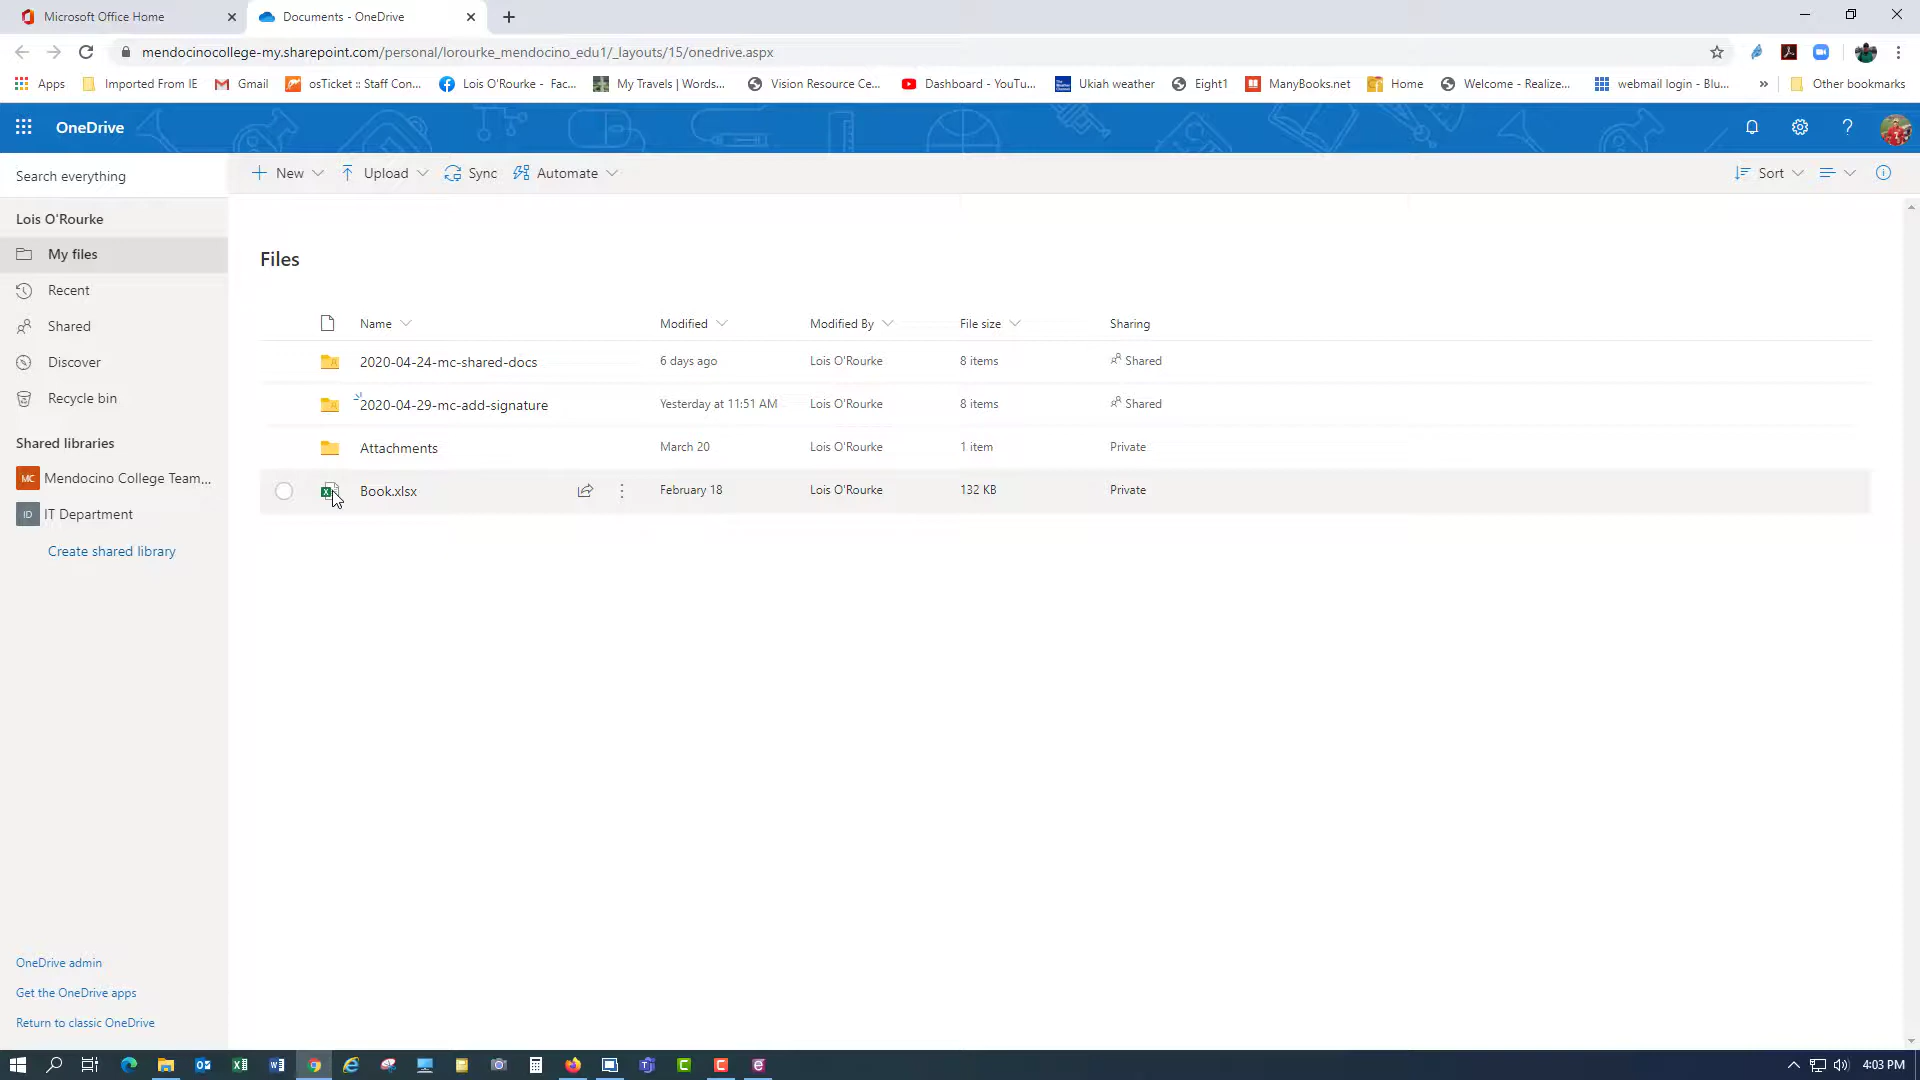 Microsoft Office Home
Documents - OneDrive
mendocinocollege-my.sharepoint.com/personal/lorourke_mendocino_edu1/_layouts/15/onedrive.aspx
Apps Imported From IE Gmail osTicket :: Staff Con... Lois O'Rourke - Fac... My Travels | Words... Vision Resource Ce... Dashboard - YouTu... Ukiah weather Eight1 ManyBooks.net Home Welcome - Realize... webmail login - Blu... » Other bookmarks
OneDrive
Search everything
New Upload Sync Automate Sort
Lois O'Rourke
My files
Recent
Shared
Discover
Recycle bin
Shared libraries
MC Mendocino College Team...
ID IT Department
Create shared library
OneDrive admin
Get the OneDrive apps
Return to classic OneDrive
Files
Name Modified Modified By File size Sharing
2020-04-24-mc-shared-docs 6 days ago Lois O'Rourke 8 items Shared
2020-04-29-mc-add-signature Yesterday at 11:51 AM Lois O'Rourke 8 items Shared
Attachments March 20 Lois O'Rourke 1 item Private
Book.xlsx February 18 Lois O'Rourke 132 KB Private
4:03 PM